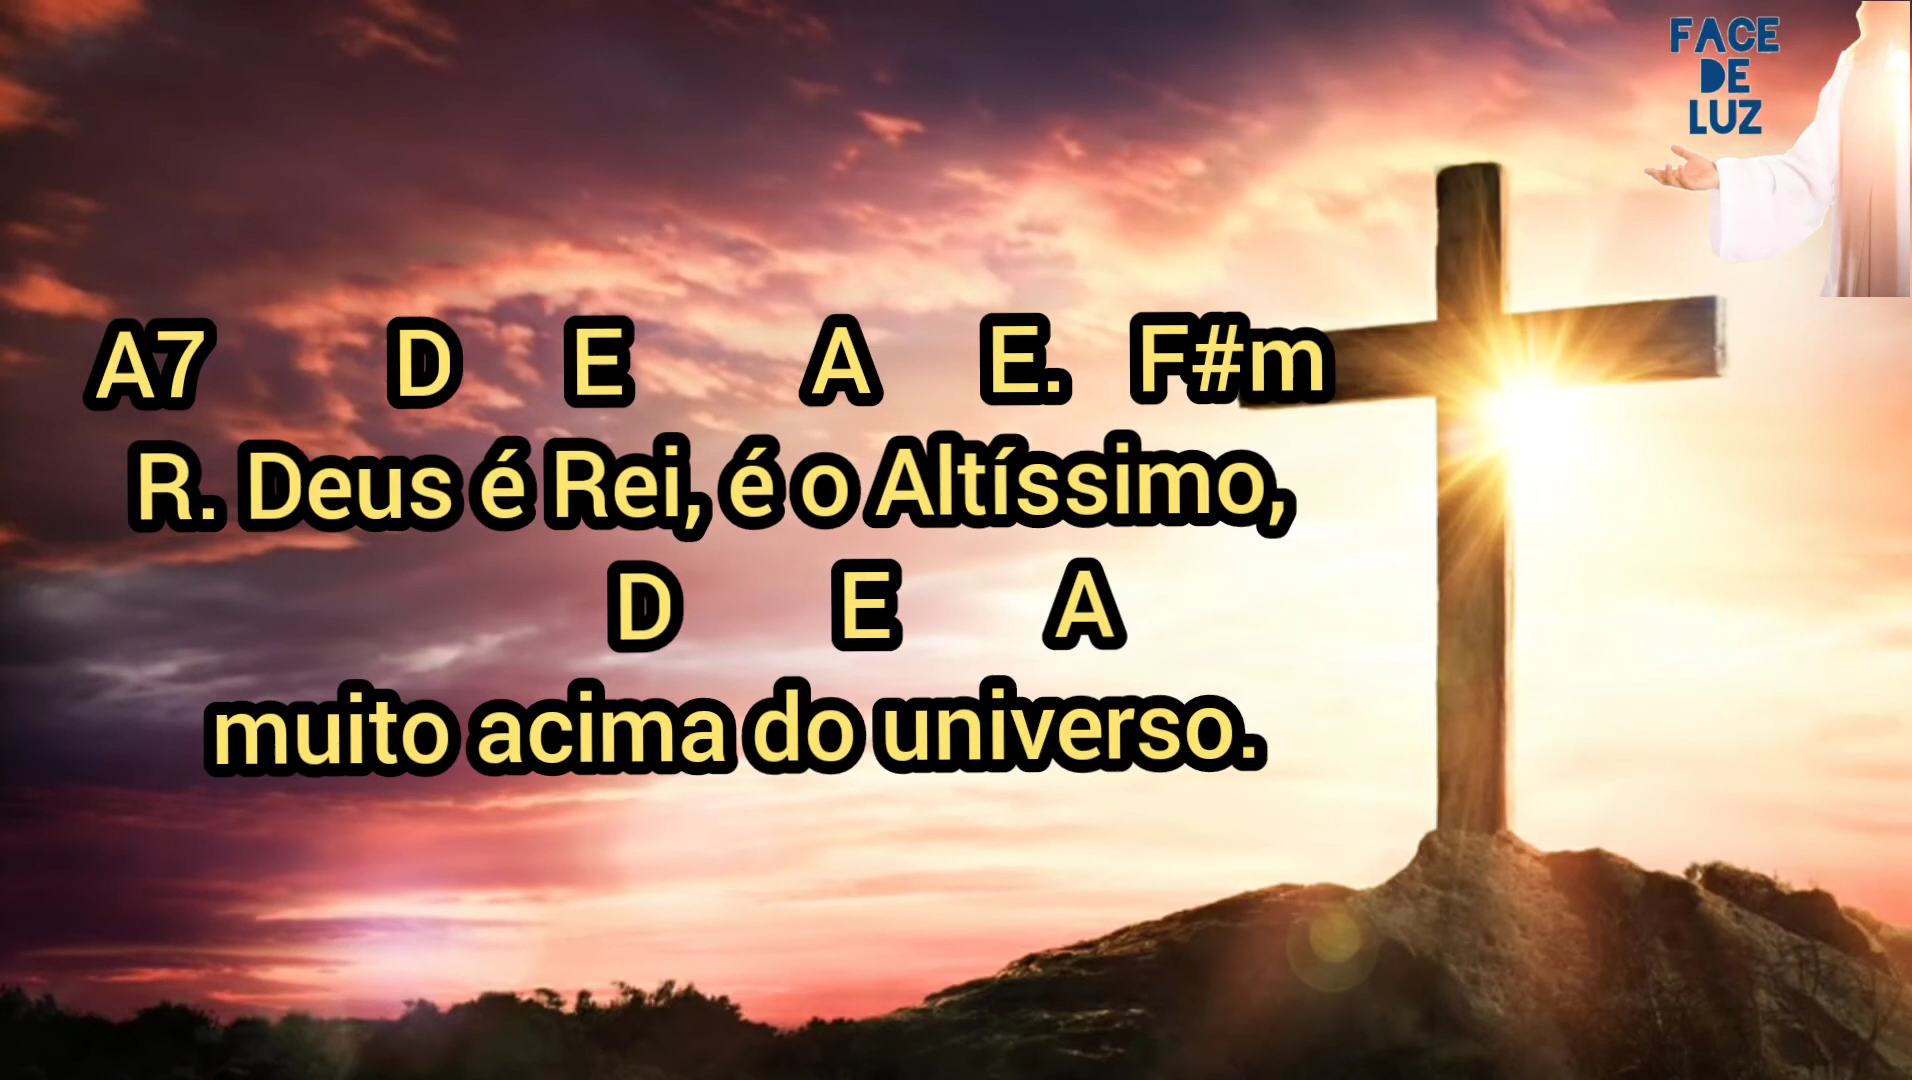 FACE
DE
LUZ
A7 D E A E. F#m
R. Deus é Rei, é o Altíssimo,
D E A
muito acima do universo.